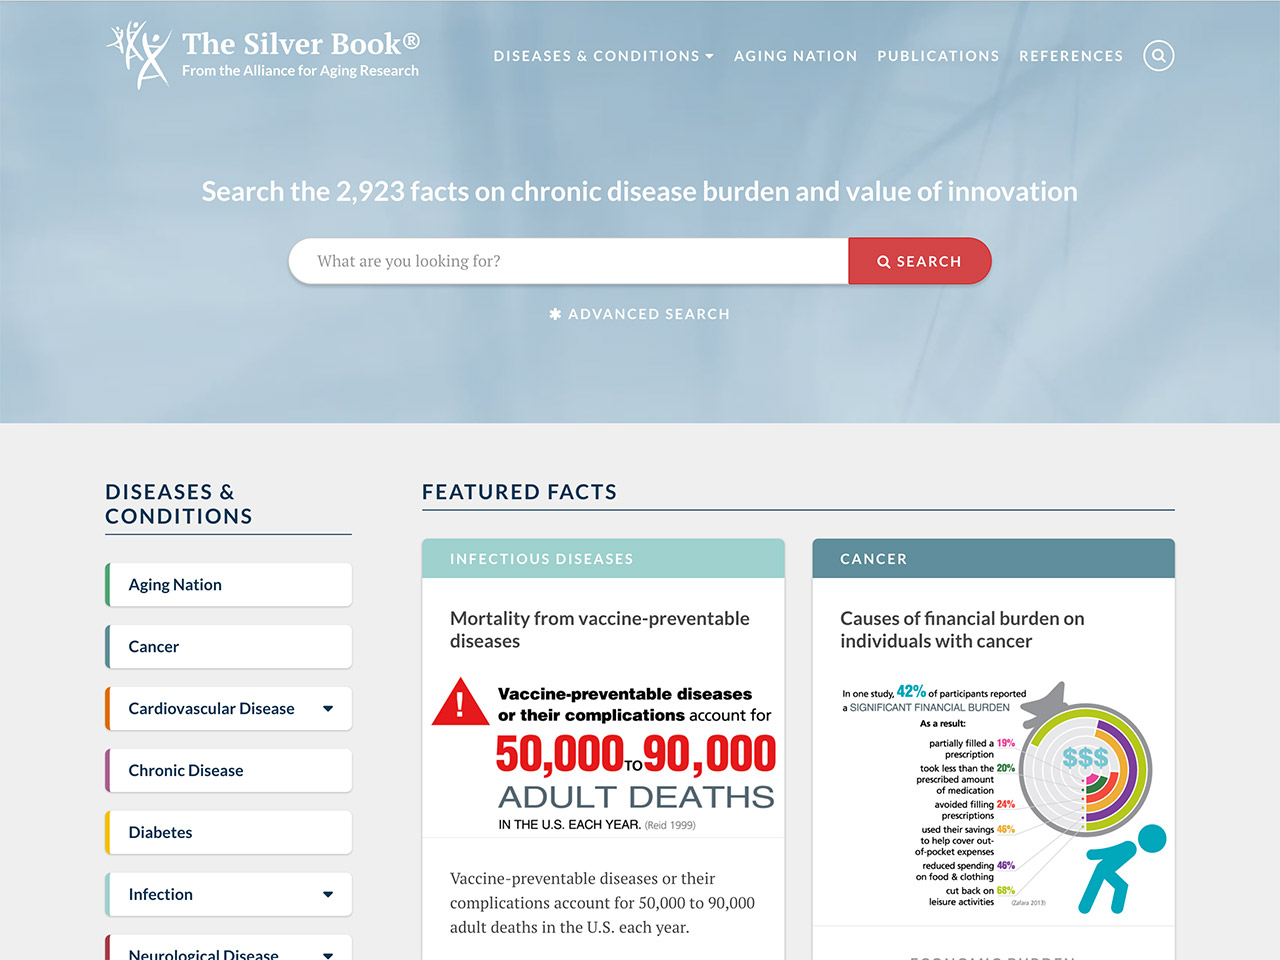 The Silver Book®
From the Alliance for Aging Research
DISEASES & CONDITIONS
AGING NATION
PUBLICATIONS
REFERENCES
Search the 2,923 facts on chronic disease burden and value of innovation
What are you looking for?
SEARCH
✱ ADVANCED SEARCH
DISEASES &
CONDITIONS
Aging Nation
Cancer
Cardiovascular Disease
Chronic Disease
Diabetes
Infection
Neurological Disease
FEATURED FACTS
INFECTIOUS DISEASES
Mortality from vaccine-preventable
diseases
!
Vaccine-preventable diseases
or their complications account for
50,000 TO 90,000
ADULT DEATHS
IN THE U.S. EACH YEAR. (Reid 1999)
Vaccine-preventable diseases or their
complications account for 50,000 to 90,000
adult deaths in the U.S. each year.
CANCER
Causes of financial burden on
individuals with cancer
In one study, 42% of participants reported
a SIGNIFICANT FINANCIAL BURDEN
As a result:
partially filled a 19%
prescription
took less than the 20%
prescribed amount
of medication
avoided filling 24%
prescriptions
used their savings 46%
to help cover out-
of-pocket expenses
reduced spending 46%
on food & clothing
cut back on 68%
leisure activities
(Zafara 2013)
$$$
ECONOMIC BURDEN